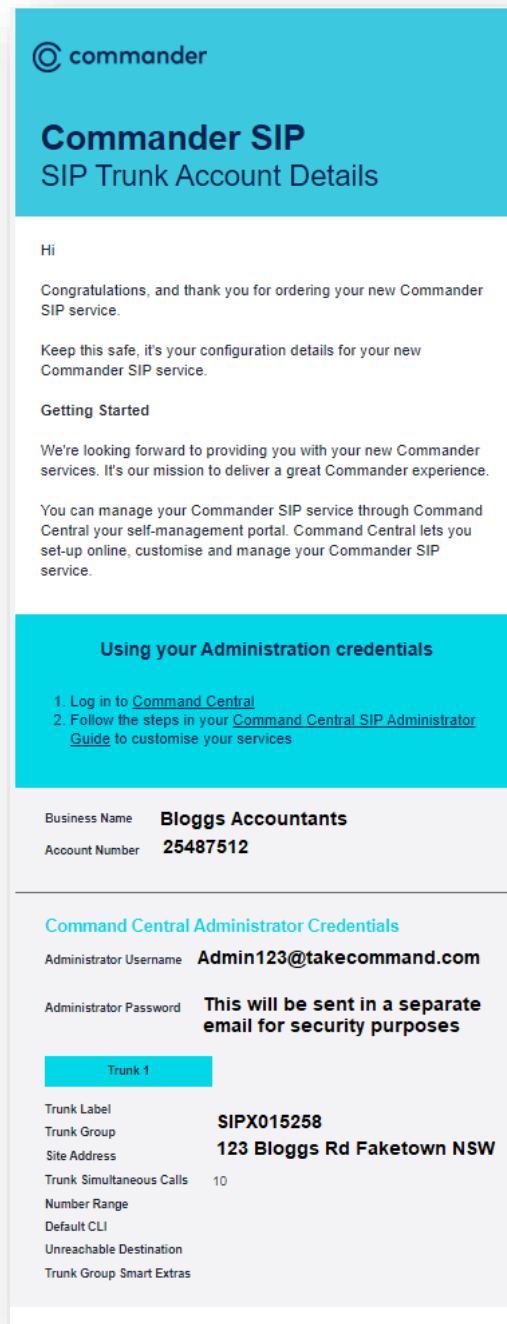 commander
Commander SIP
SIP Trunk Account Details
Hi
Congratulations, and thank you for ordering your new Commander
SIP service.
Keep this safe, it's your configuration details for your new
Commander SIP service.
Getting Started
We're looking forward to providing you with your new Commander
services. It's our mission to deliver a great Commander experience.
You can manage your Commander SIP service through Command
Central your self-management portal. Command Central lets you
set-up online, customise and manage your Commander SIP
service.
Using your Administration credentials
1. Log in to Command Central
2. Follow the steps in your Command Central SIP Administrator
Guide to customise your services
Business Name Bloggs Accountants
Account Number 25487512
Command Central Administrator Credentials
Administrator Username Admin123@takecommand.com
Administrator Password This will be sent in a separate
email for security purposes
Trunk 1
Trunk Label
Trunk Group SIPX015258
Site Address 123 Bloggs Rd Faketown NSW
Trunk Simultaneous Calls 10
Number Range
Default CLI
Unreachable Destination
Trunk Group Smart Extras